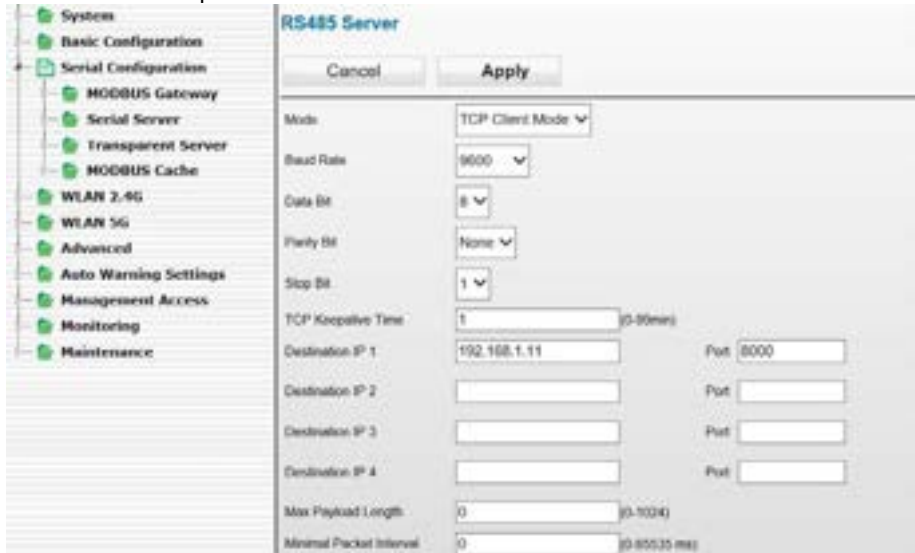 System
Basic Configuration
Serial Configuration
MODBUS Gateway
Serial Server
Transparent Server
MODBUS Cache
WLAN 2.4G
WLAN 5G
Advanced
Auto Warning Settings
Management Access
Monitoring
Maintenance
RS485 Server
Cancel Apply
Mode TCP Client Mode
Baud Rate 9600
Data Bit 8
Parity Bit None
Stop Bit 1
TCP Keepalive Time 1 (0-99min)
Destination IP 1 192.168.1.11 Port 8000
Destination IP 2 Port
Destination IP 3 Port
Destination IP 4 Port
Max Payload Length 0 (0-1024)
Minimal Packet Interval 0 (0-65535 ms)